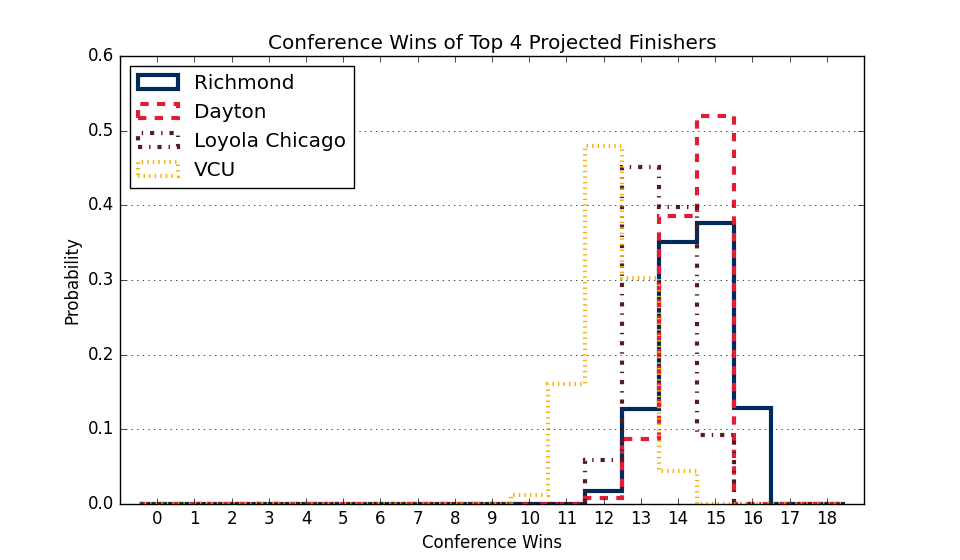 Conference Wins of Top 4 Projected Finishers
0.6
0.5
0.4
0.3
0.2
0.1
0.0
Probability
Richmond
Dayton
Loyola Chicago
VCU
0 1 2 3 4 5 6 7 8 9 10 11 12 13 14 15 16 17 18
Conference Wins